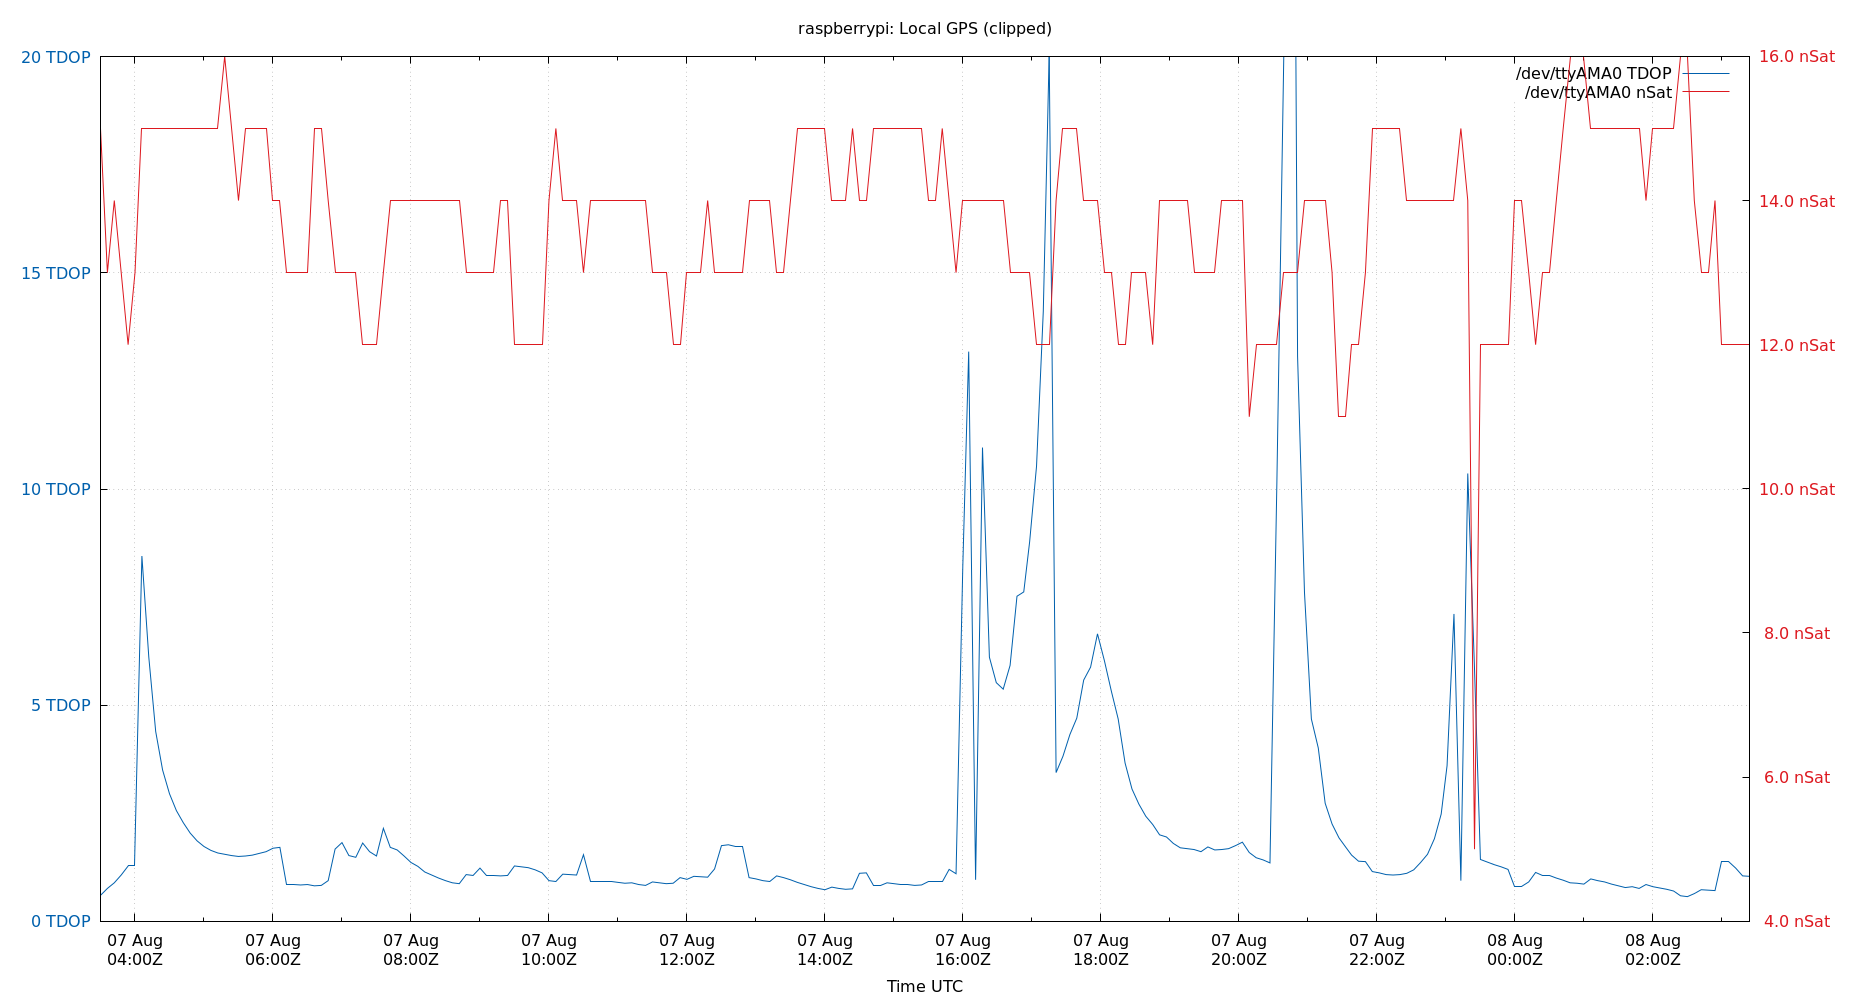 raspberrypi: Local GPS (clipped)
20 TDOP
15 TDOP
10 TDOP
5 TDOP
0 TDOP
16.0 nSat
14.0 nSat
12.0 nSat
10.0 nSat
8.0 nSat
6.0 nSat
4.0 nSat
/dev/ttyAMA0 TDOP
/dev/ttyAMA0 nSat
07 Aug
04:00Z
07 Aug
06:00Z
07 Aug
08:00Z
07 Aug
10:00Z
07 Aug
12:00Z
07 Aug
14:00Z
07 Aug
16:00Z
07 Aug
18:00Z
07 Aug
20:00Z
07 Aug
22:00Z
08 Aug
00:00Z
08 Aug
02:00Z
Time UTC